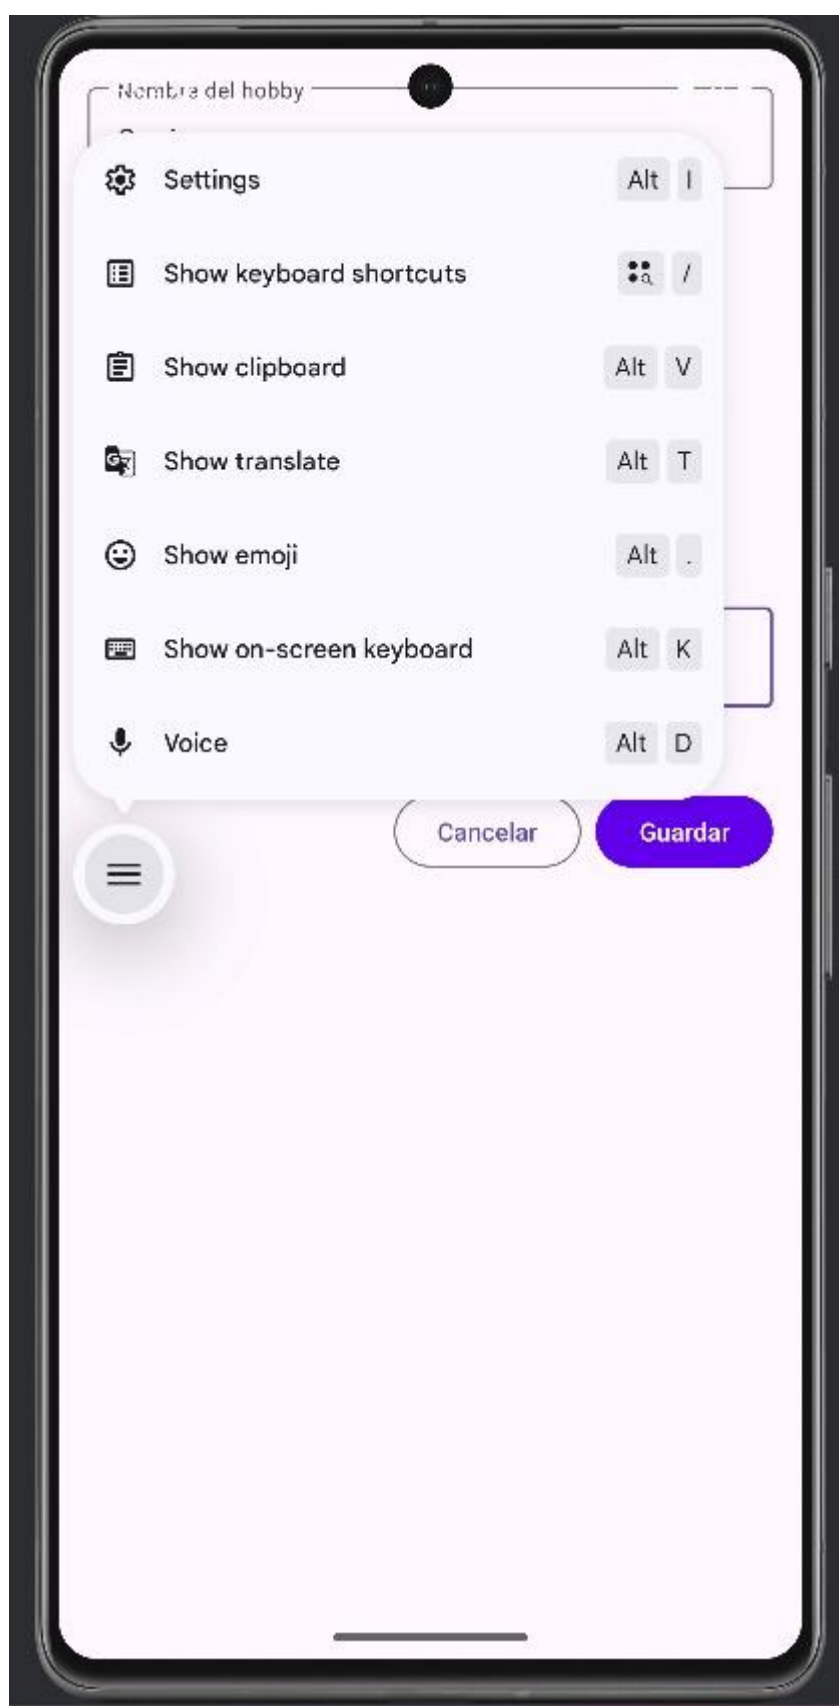 Nombre del hobby
Settings Alt I
Show keyboard shortcuts /
Show clipboard Alt V
Show translate Alt T
Show emoji Alt .
Show on-screen keyboard Alt K
Voice Alt D
Cancelar Guardar